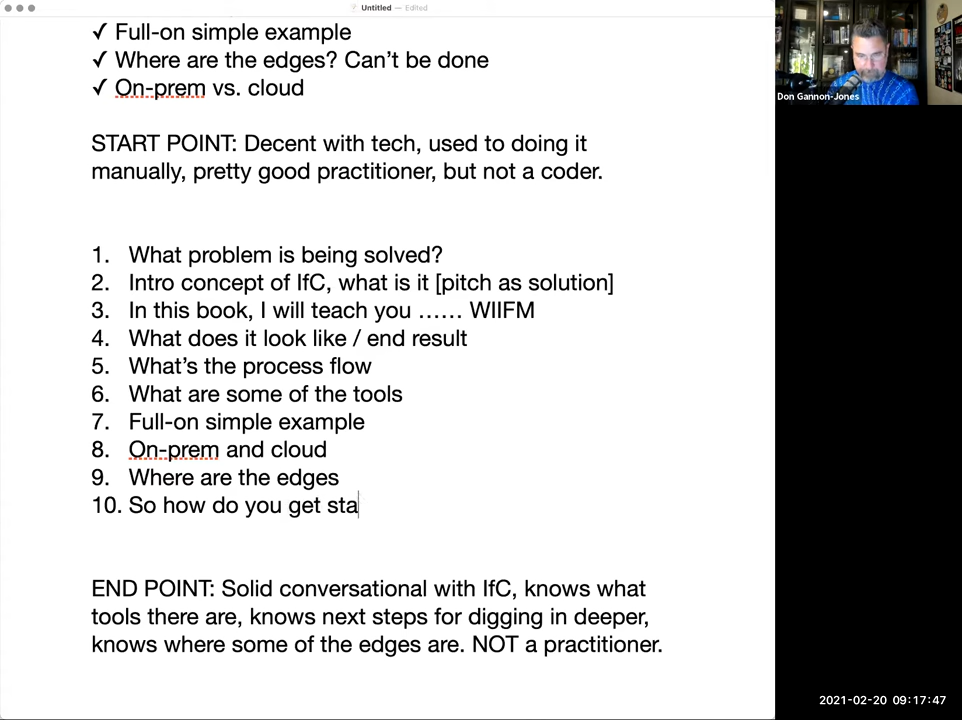 Untitled — Edited
✓ Full-on simple example
✓ Where are the edges? Can’t be done
✓ On-prem vs. cloud
START POINT: Decent with tech, used to doing it
manually, pretty good practitioner, but not a coder.
1. What problem is being solved?
2. Intro concept of IfC, what is it [pitch as solution]
3. In this book, I will teach you …… WIIFM
4. What does it look like / end result
5. What’s the process flow
6. What are some of the tools
7. Full-on simple example
8. On-prem and cloud
9. Where are the edges
10. So how do you get sta
END POINT: Solid conversational with IfC, knows what
tools there are, knows next steps for digging in deeper,
knows where some of the edges are. NOT a practitioner.
Don Gannon-Jones
2021-02-20 09:17:47